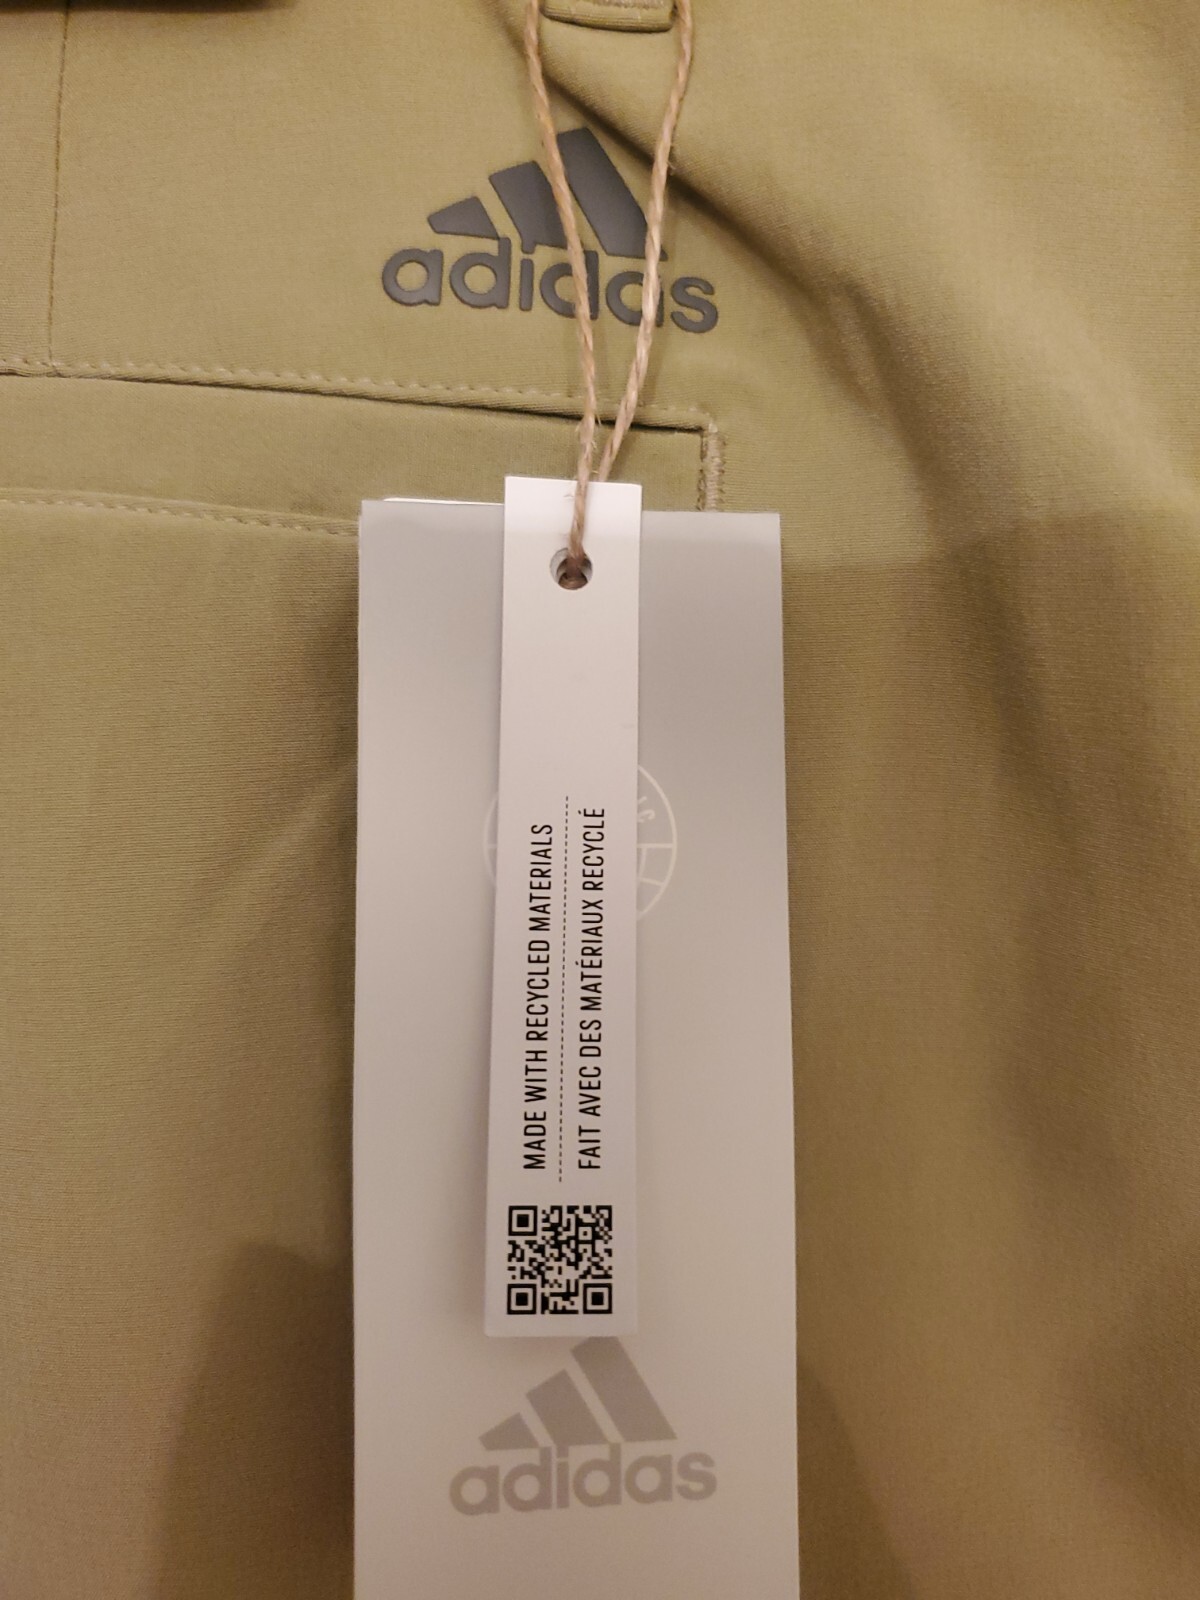 adidas
MADE WITH RECYCLED MATERIALS
FAIT AVEC DES MATÉRIAUX RECYCLÉ
adidas